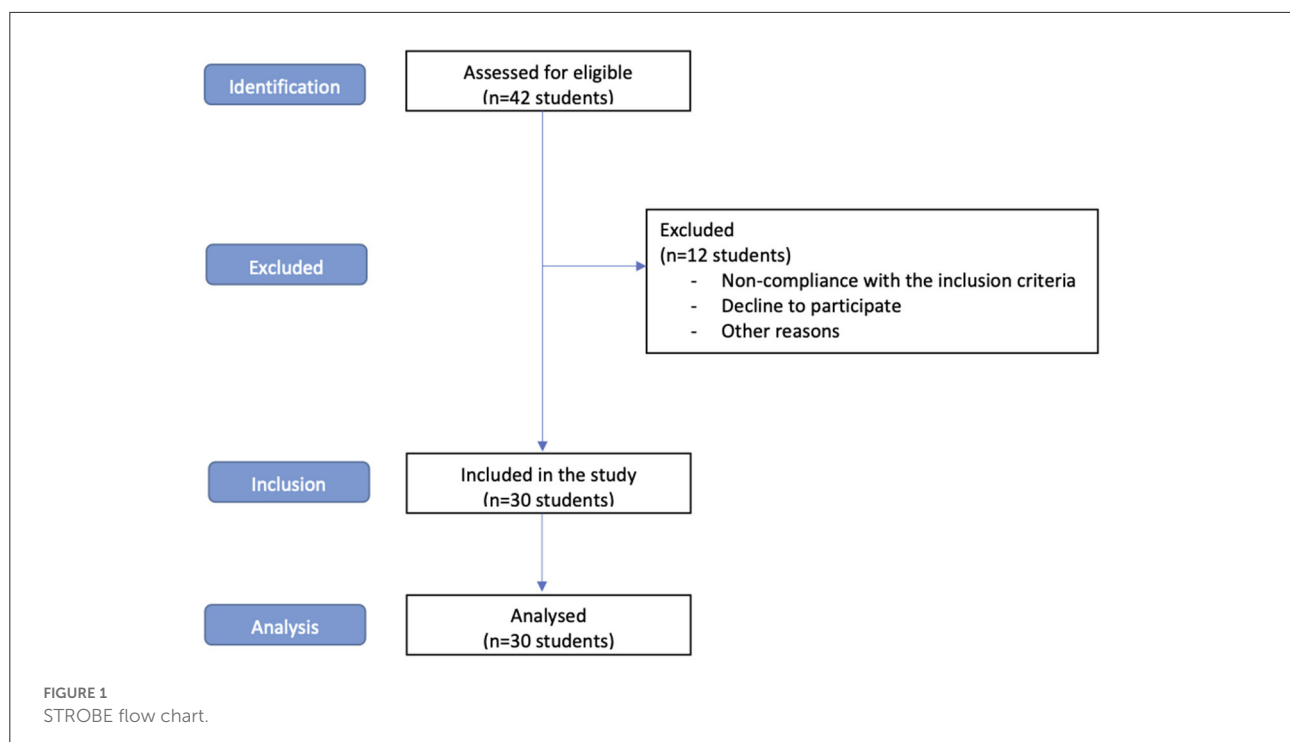 Identification
Assessed for eligible
(n=42 students)
Excluded
Excluded
(n=12 students)
- Non-compliance with the inclusion criteria
- Decline to participate
- Other reasons
Inclusion
Included in the study
(n=30 students)
Analysis
Analysed
(n=30 students)
FIGURE 1
STROBE flow chart.